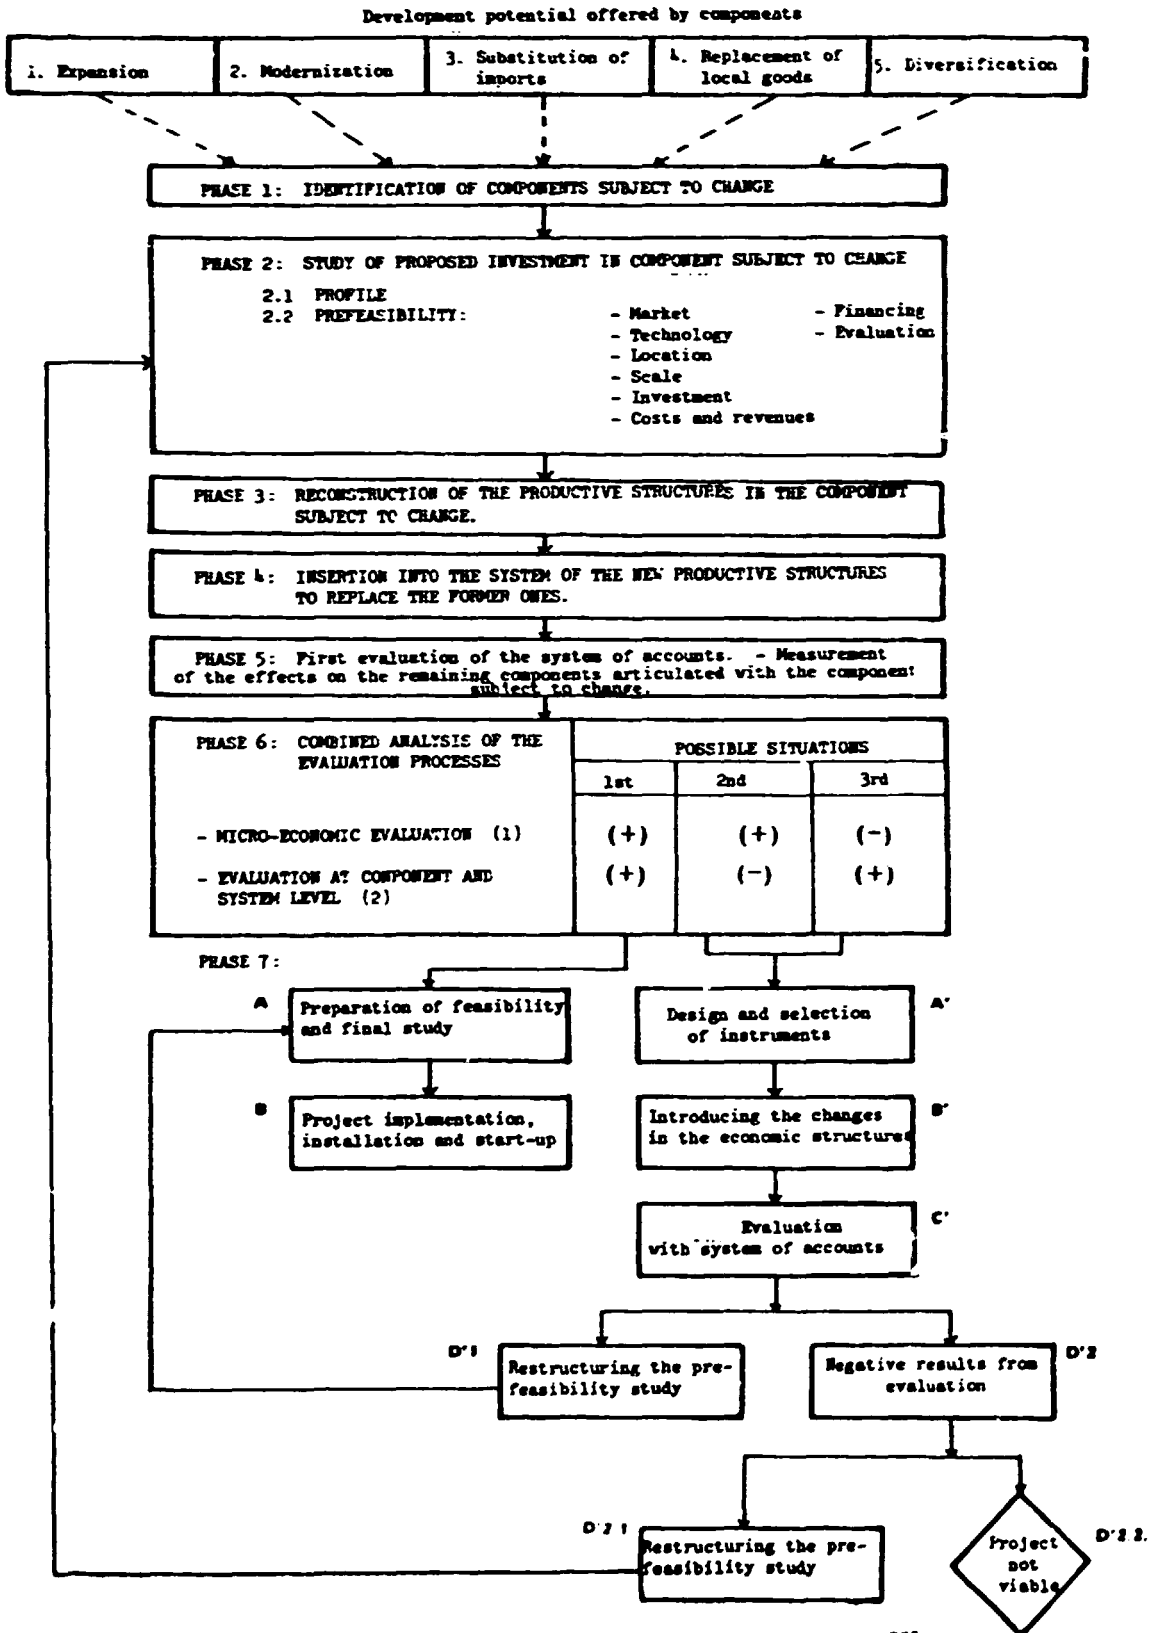 Development potential offered by components
1. Expansion
2. Modernization
3. Substitution of
imports
4. Replacement of
local goods
5. Diversification
PHASE 1: IDENTIFICATION OF COMPONENTS SUBJECT TO CHANGE
PHASE 2: STUDY OF PROPOSED INVESTMENT IN COMPONENT SUBJECT TO CHANGE
2.1 PROFILE
2.2 PREFEASIBILITY:
- Market
- Technology
- Location
- Scale
- Investment
- Costs and revenues
- Financing
- Evaluation
PHASE 3: RECONSTRUCTION OF THE PRODUCTIVE STRUCTURES IN THE COMPONENT
SUBJECT TO CHANGE.
PHASE 4: INSERTION INTO THE SYSTEM OF THE NEW PRODUCTIVE STRUCTURES
TO REPLACE THE FORMER ONES.
PHASE 5: First evaluation of the system of accounts. - Measurement
of the effects on the remaining components articulated with the component
subject to change.
PHASE 6: COMBINED ANALYSIS OF THE
EVALUATION PROCESSES
POSSIBLE SITUATIONS
1st 2nd 3rd
- MICRO-ECONOMIC EVALUATION (1) (+) (+) (-)
- EVALUATION AT COMPONENT AND (+) (-) (+)
SYSTEM LEVEL (2)
PHASE 7:
A
Preparation of feasibility
and final study
A'
Design and selection
of instruments
B
Project implementation,
installation and start-up
B'
Introducing the changes
in the economic structures
C'
Evaluation
with system of accounts
D'1
Restructuring the pre-
feasibility study
D'2
Negative results from
evaluation
D'2.1
Restructuring the pre-
feasibility study
D'2.2.
Project
not
viable